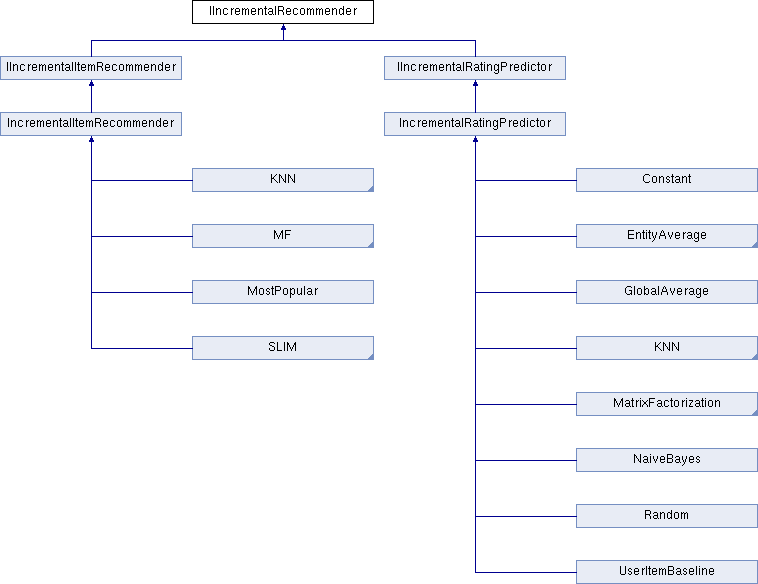 IIncrementalRecommender
IIncrementalItemRecommender
IIncrementalRatingPredictor
IncrementalItemRecommender
IncrementalRatingPredictor
KNN
Constant
MF
EntityAverage
MostPopular
GlobalAverage
SLIM
KNN
MatrixFactorization
NaiveBayes
Random
UserItemBaseline